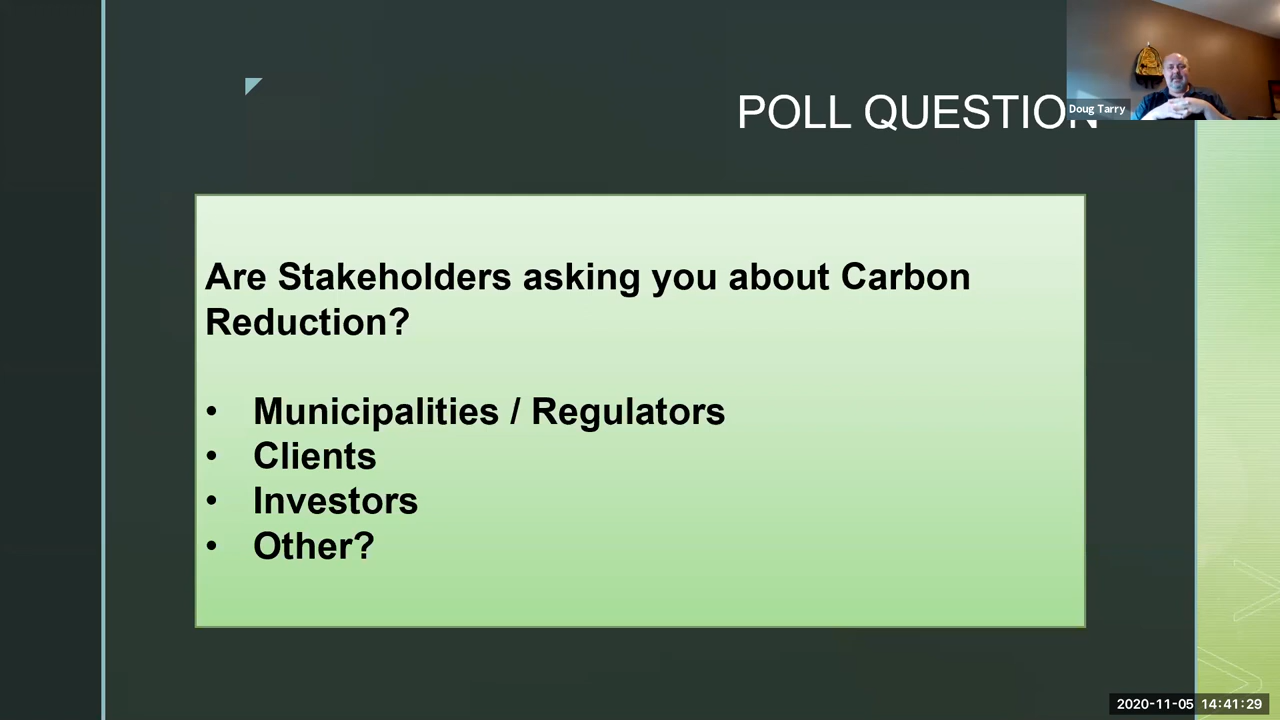 POLL QUESTION
Doug Tarry
Are Stakeholders asking you about Carbon
Reduction?
• Municipalities / Regulators
• Clients
• Investors
• Other?
2020-11-05 14:41:29